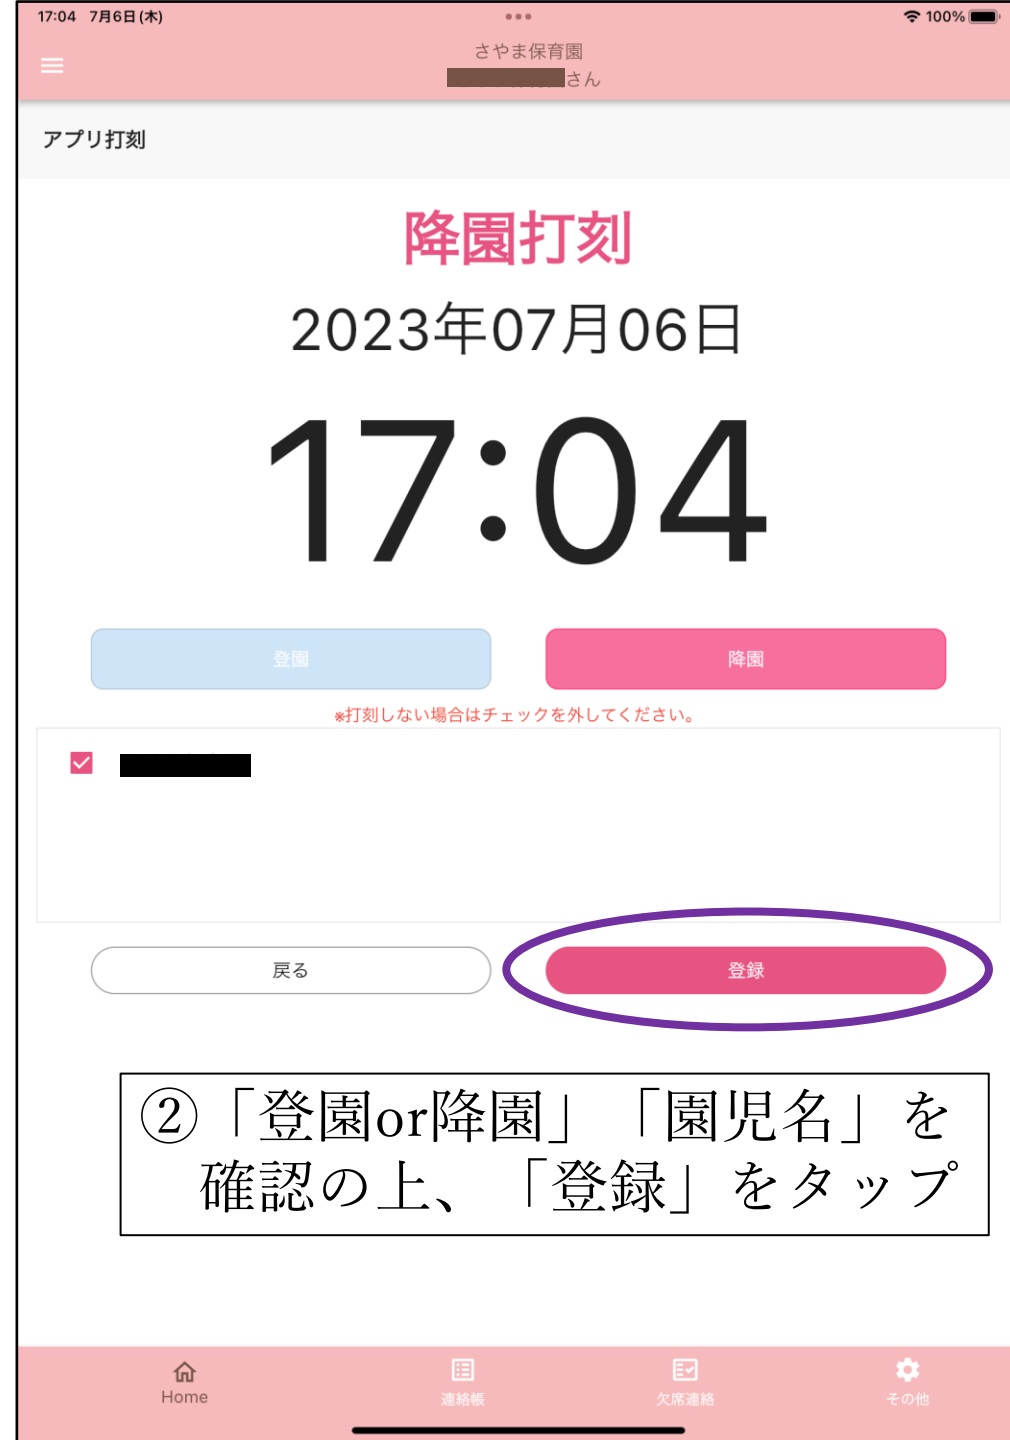 17:04 7月6日(木)
100%
さやま保育園
さん
アプリ打刻
降園打刻
2023年07月06日
17:04
登園
降園
※打刻しない場合はチェックを外してください。
戻る
登録
②「登園or降園」「園児名」を
確認の上、「登録」をタップ
Home
連絡帳
欠席連絡
その他